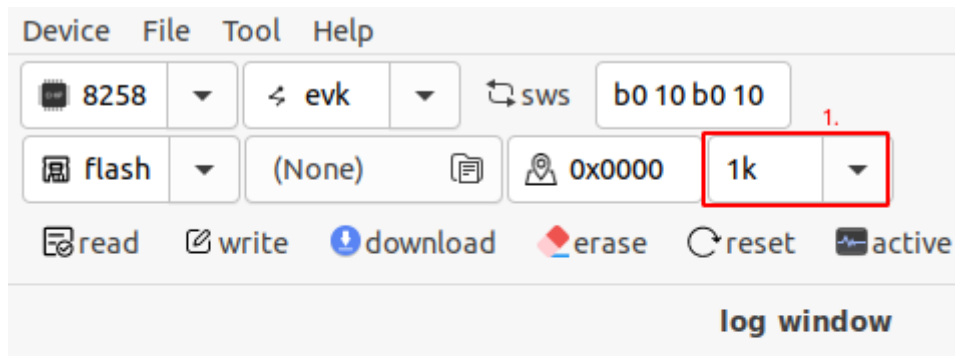 Device File Tool Help
8258 evk sws b0 10 b0 10
1.
flash (None) 0x0000 1k
read write download erase reset active
log window